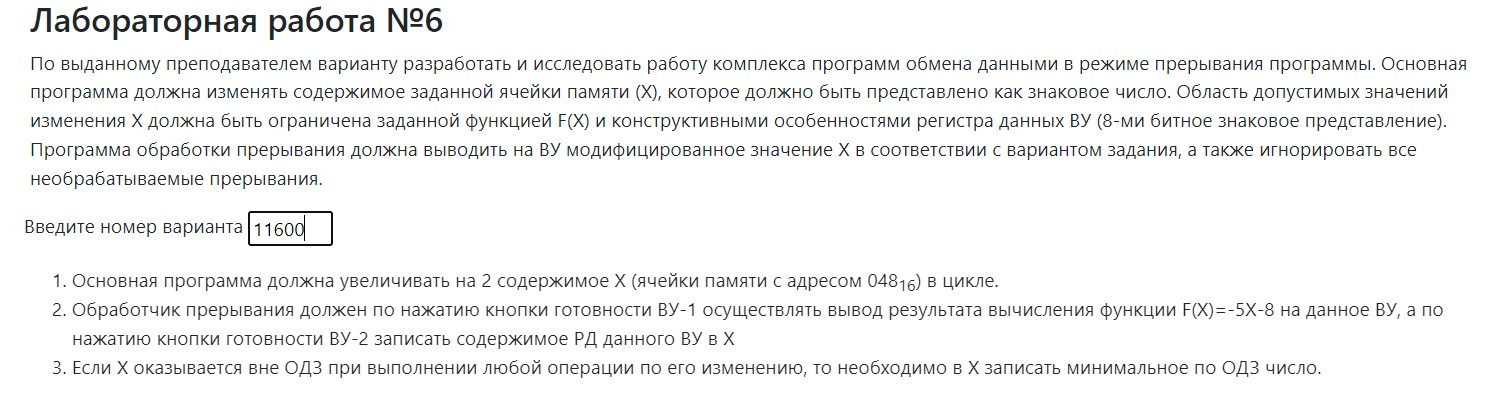 Лабораторная работа №6
По выданному преподавателем варианту разработать и исследовать работу комплекса программ обмена данными в режиме прерывания программы. Основная
программа должна изменять содержимое заданной ячейки памяти (X), которое должно быть представлено как знаковое число. Область допустимых значений
изменения X должна быть ограничена заданной функцией F(X) и конструктивными особенностями регистра данных ВУ (8-ми битное знаковое представление).
Программа обработки прерывания должна выводить на ВУ модифицированное значение X в соответствии с вариантом задания, а также игнорировать все
необрабатываемые прерывания.
Введите номер варианта 11600
1. Основная программа должна увеличивать на 2 содержимое X (ячейки памяти с адресом 048₁₆) в цикле.
2. Обработчик прерывания должен по нажатию кнопки готовности ВУ-1 осуществлять вывод результата вычисления функции F(X)=-5X-8 на данное ВУ, а по
нажатию кнопки готовности ВУ-2 записать содержимое РД данного ВУ в X
3. Если X оказывается вне ОДЗ при выполнении любой операции по его изменению, то необходимо в X записать минимальное по ОДЗ число.